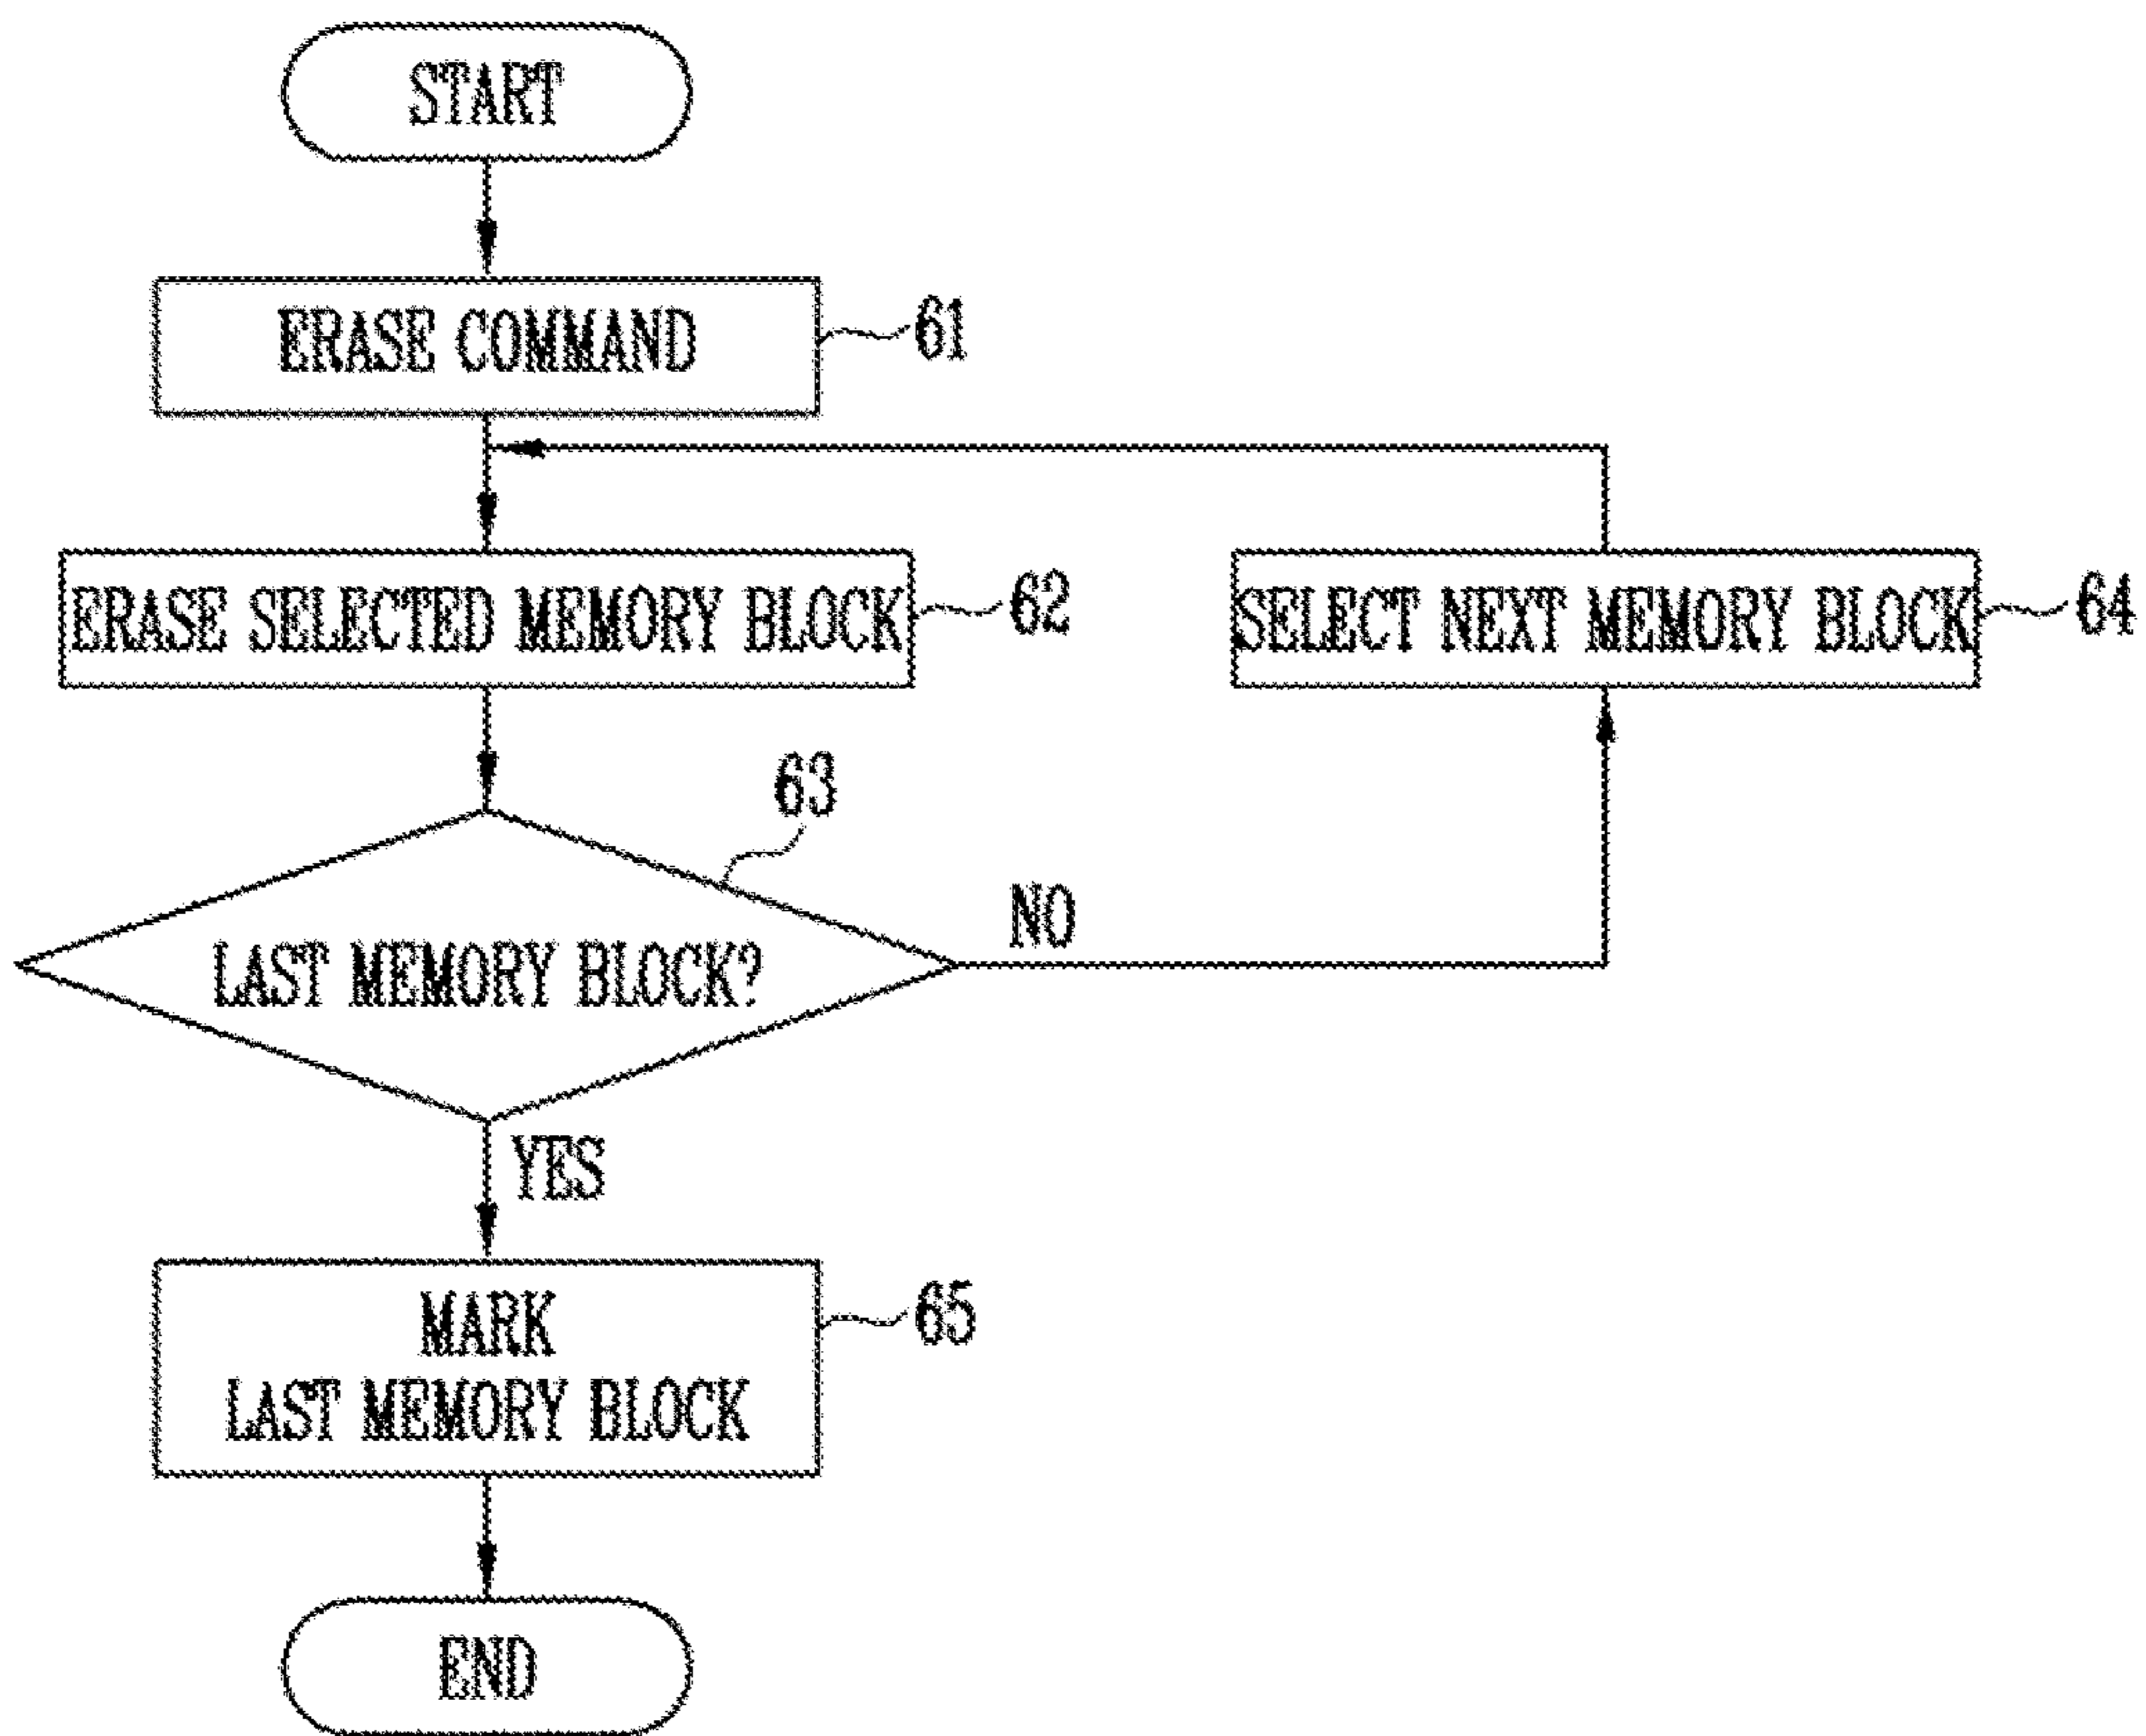 START
ERASE COMMAND
61
ERASE SELECTED MEMORY BLOCK
62
SELECT NEXT MEMORY BLOCK
64
63
LAST MEMORY BLOCK?
NO
YES
MARK
LAST MEMORY BLOCK
65
END